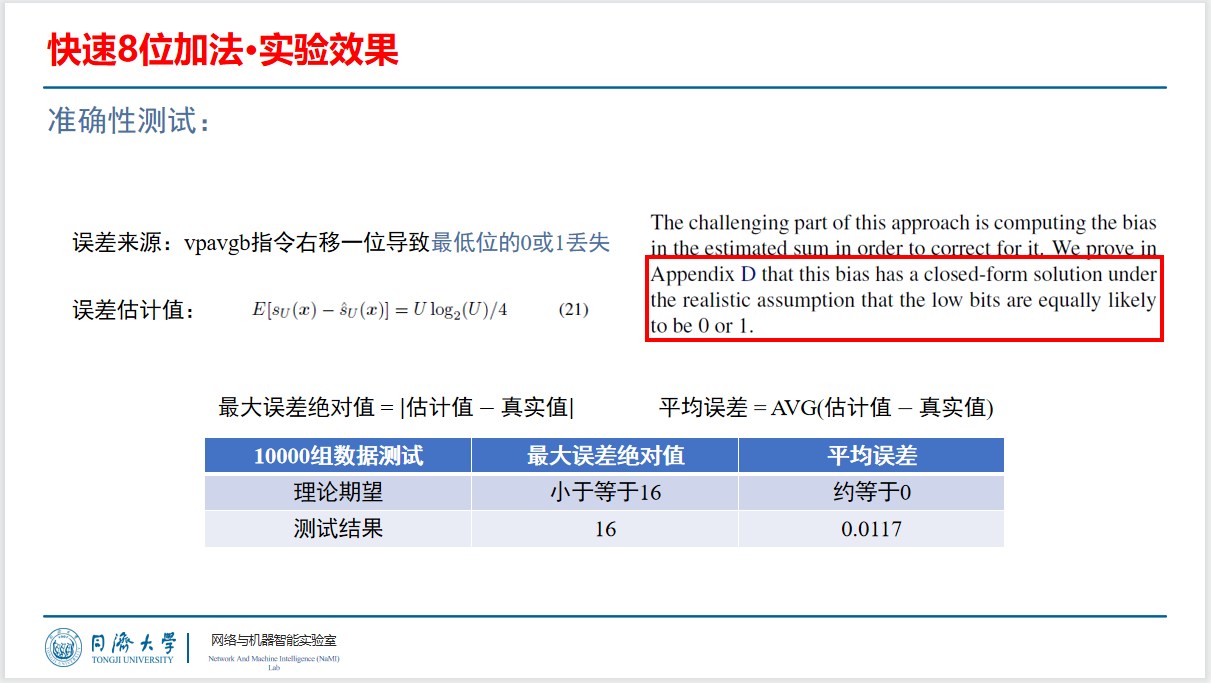 快速8位加法•实验效果
准确性测试：
误差来源：vpavgb指令右移一位导致最低位的0或1丢失
误差估计值：
E[s_U(x) − ŝ_U(x)] = U log₂(U)/4 (21)
The challenging part of this approach is computing the bias
in the estimated sum in order to correct for it. We prove in
Appendix D that this bias has a closed-form solution under
the realistic assumption that the low bits are equally likely
to be 0 or 1.
最大误差绝对值 = |估计值 – 真实值|
平均误差 = AVG(估计值 – 真实值)
10000组数据测试 最大误差绝对值 平均误差
理论期望 小于等于16 约等于0
测试结果 16 0.0117
同濟大學
TONGJI UNIVERSITY
网络与机器智能实验室
Network And Machine Intelligence (NaMI)
Lab